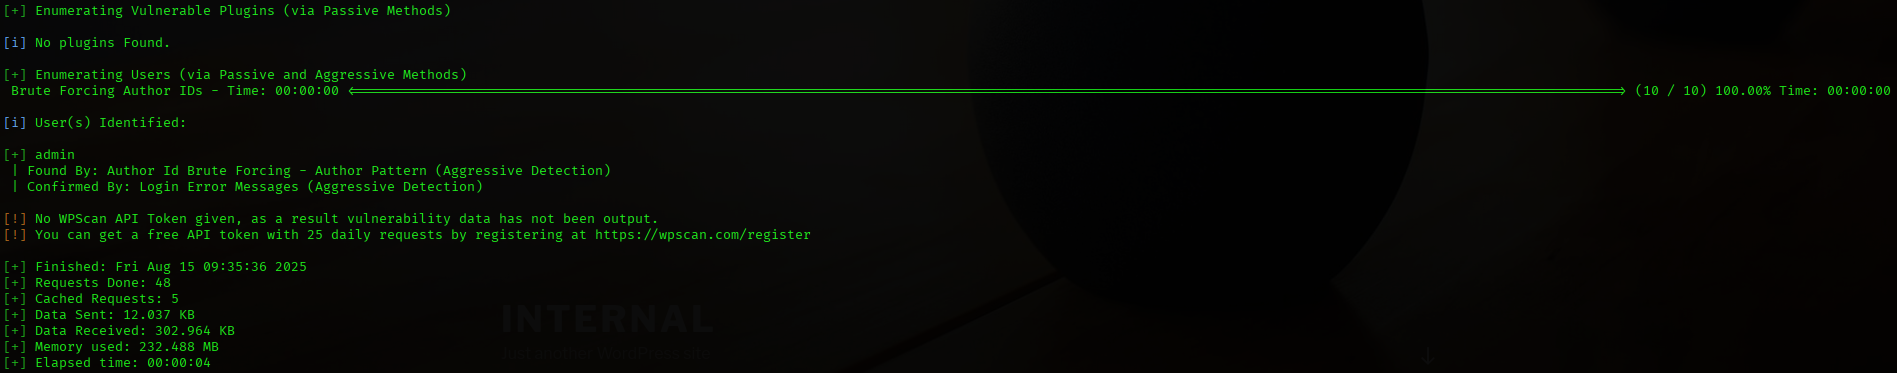 [+] Enumerating Vulnerable Plugins (via Passive Methods)
[i] No plugins Found.
[+] Enumerating Users (via Passive and Aggressive Methods)
Brute Forcing Author IDs - Time: 00:00:00 <=====================================================================================================================> (10 / 10) 100.00% Time: 00:00:00
[i] User(s) Identified:
[+] admin
| Found By: Author Id Brute Forcing - Author Pattern (Aggressive Detection)
| Confirmed By: Login Error Messages (Aggressive Detection)
[!] No WPScan API Token given, as a result vulnerability data has not been output.
[!] You can get a free API token with 25 daily requests by registering at https://wpscan.com/register
[+] Finished: Fri Aug 15 09:35:36 2025
[+] Requests Done: 48
[+] Cached Requests: 5
[+] Data Sent: 12.037 KB
[+] Data Received: 302.964 KB
[+] Memory used: 232.488 MB
[+] Elapsed time: 00:00:04
INTERNAL
Just another WordPress site